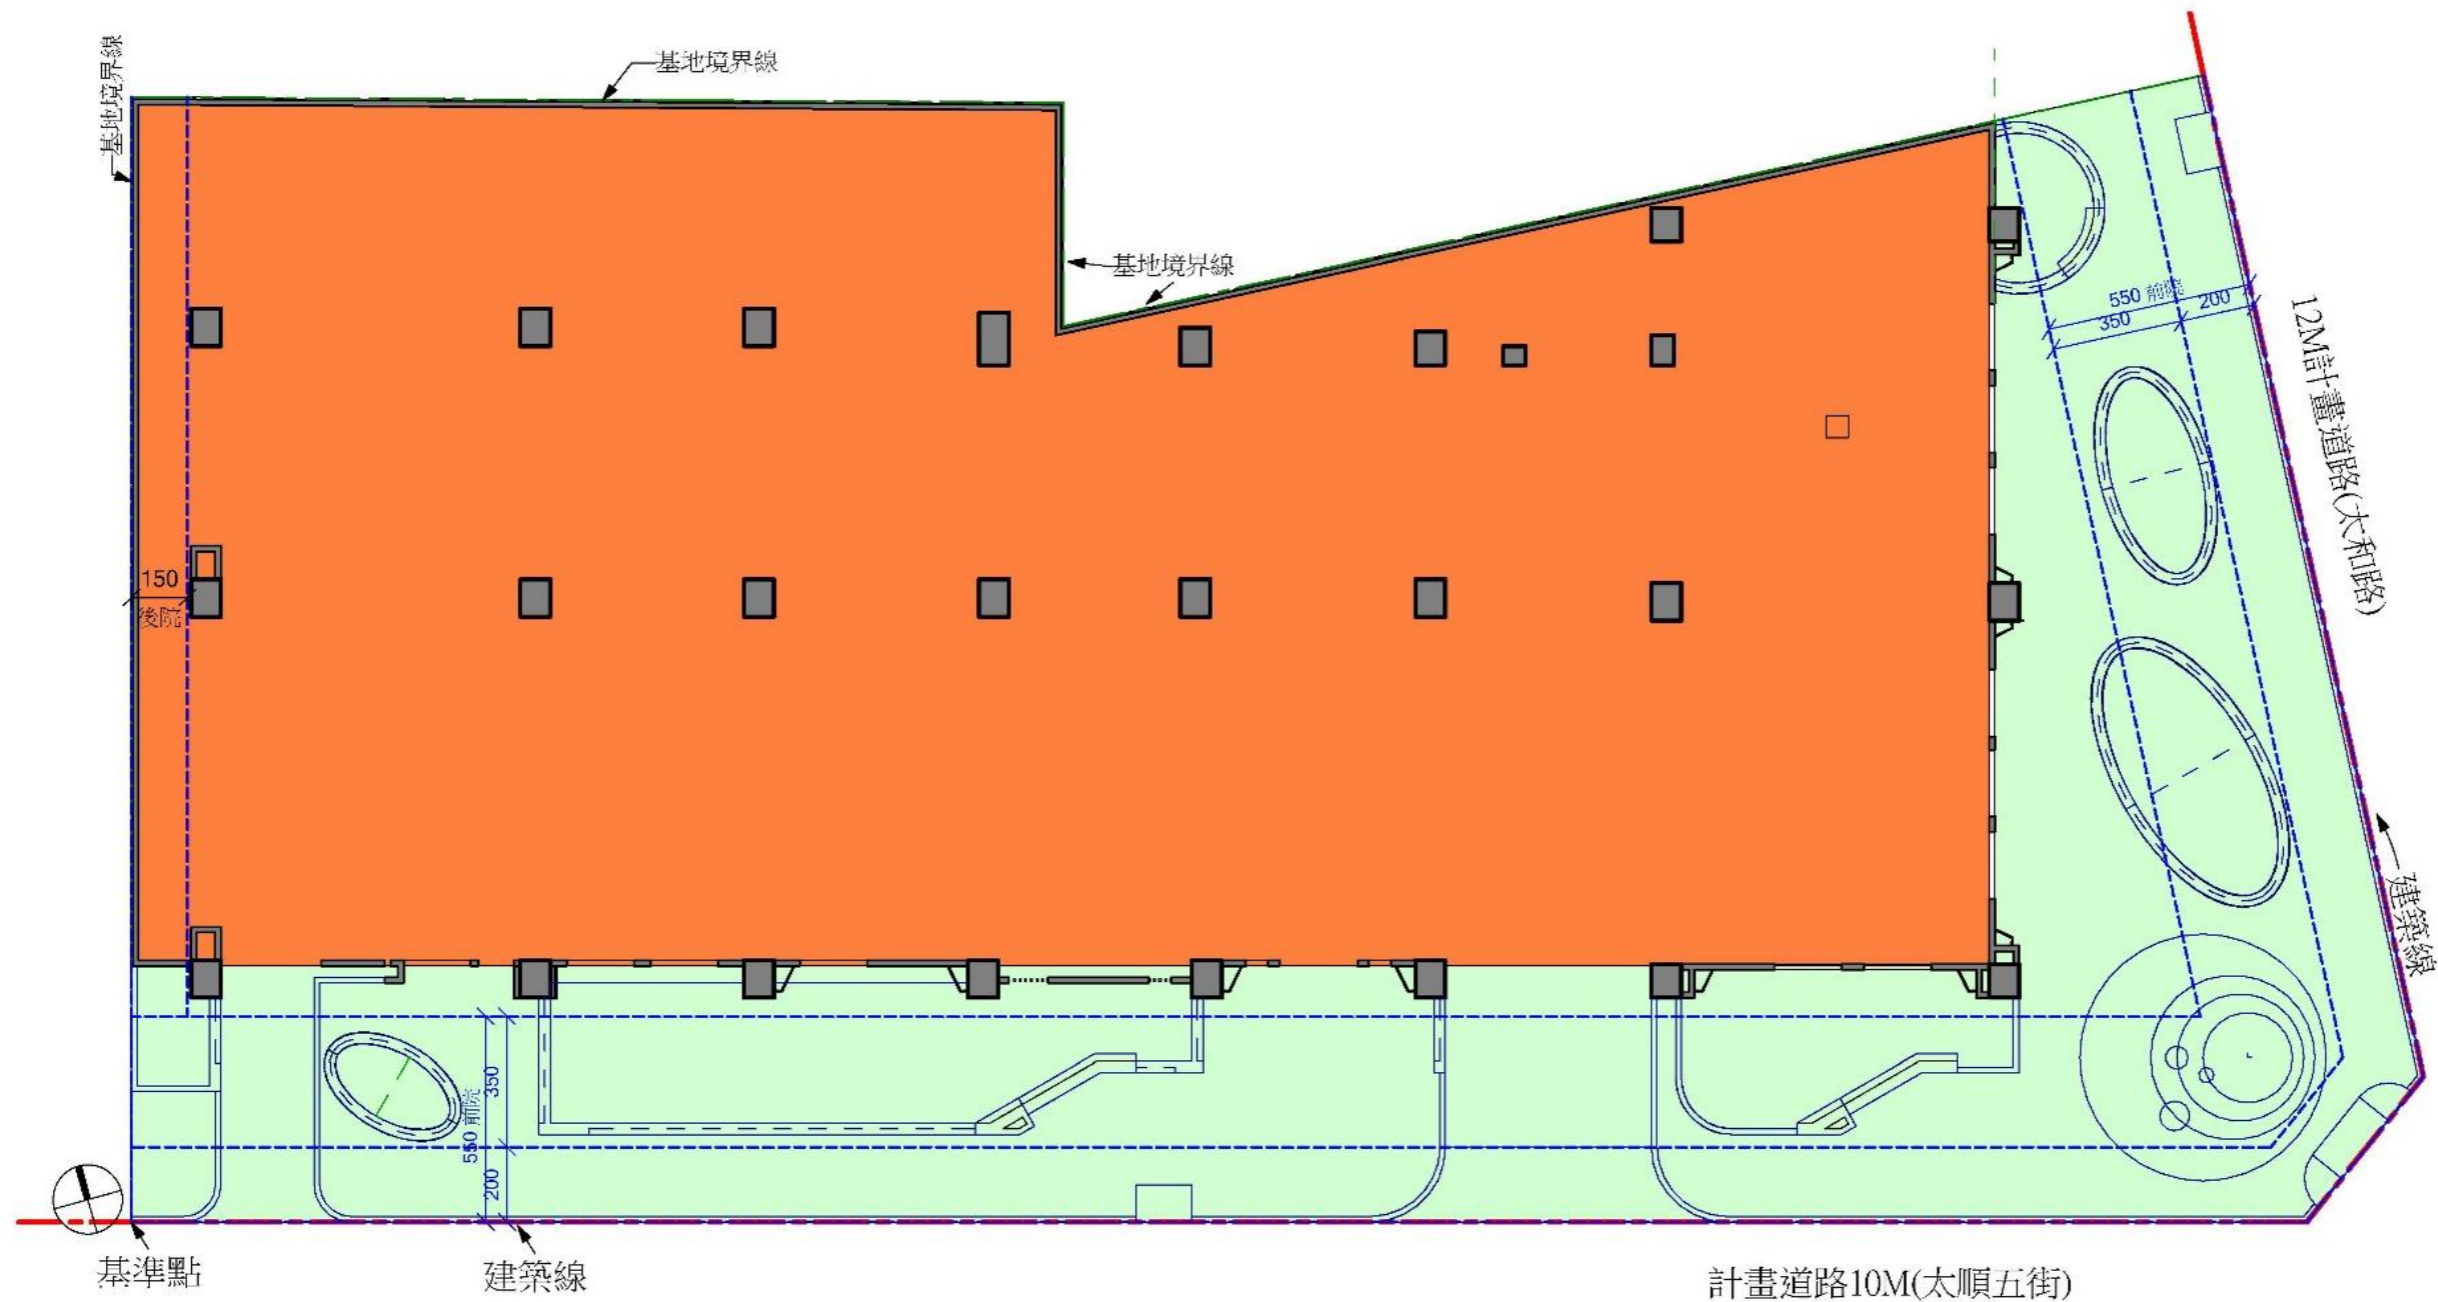 基地境界線
基地境界線
基地境界線
550 前院
350
200
12M計畫道路(太和路)
150
後院
建築線
550 前院
350
200
基準點
建築線
計畫道路10M(太順五街)